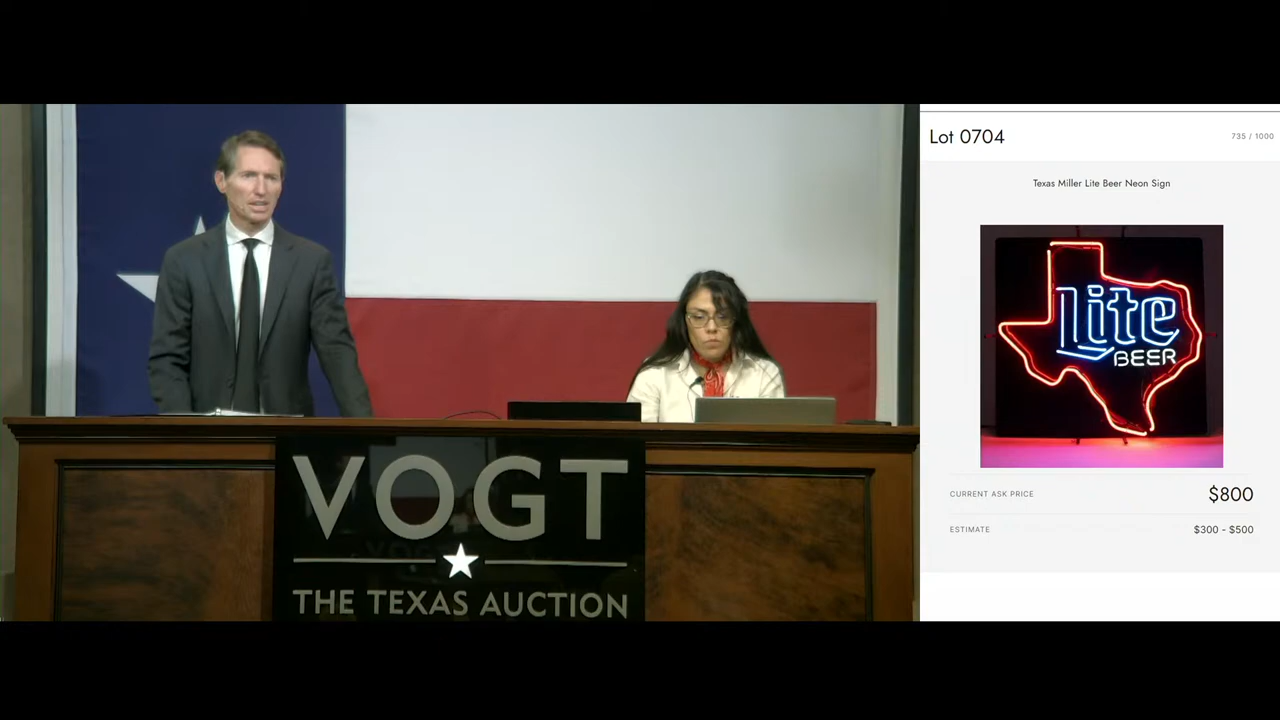 Lot 0704
735 / 1000
Texas Miller Lite Beer Neon Sign
Lite
BEER
CURRENT ASK PRICE
$800
ESTIMATE
$300 - $500
VOGT
THE TEXAS AUCTION